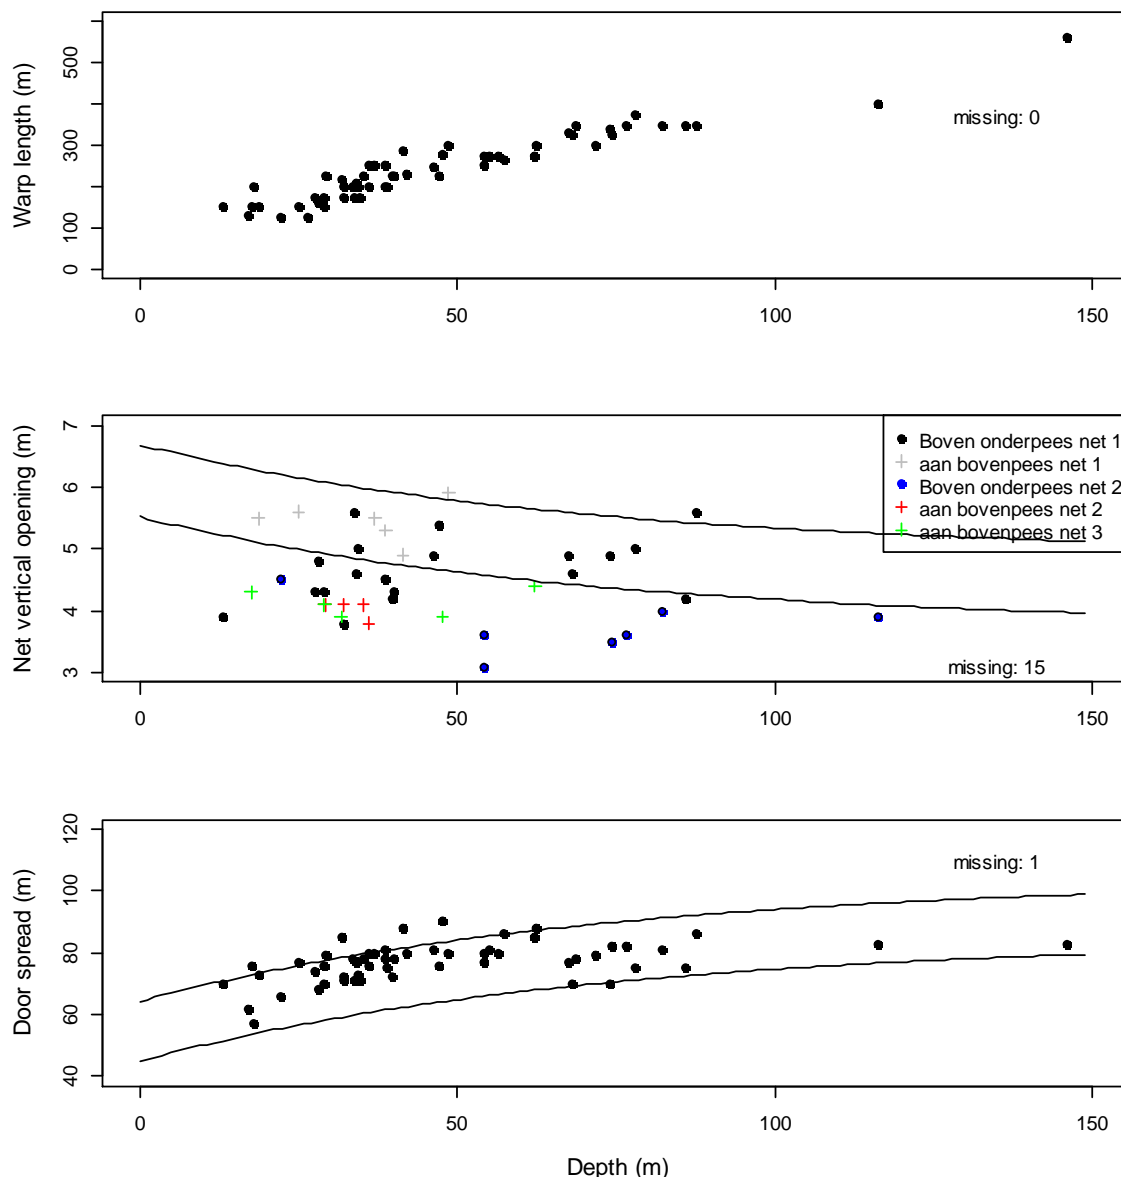 Warp length (m)
500
300
100
0
missing: 0
0 50 100 150
Net vertical opening (m)
7
6
5
4
3
Boven onderpees net 1
aan bovenpees net 1
Boven onderpees net 2
aan bovenpees net 2
aan bovenpees net 3
missing: 15
0 50 100 150
Door spread (m)
120
100
80
60
40
missing: 1
0 50 100 150
Depth (m)